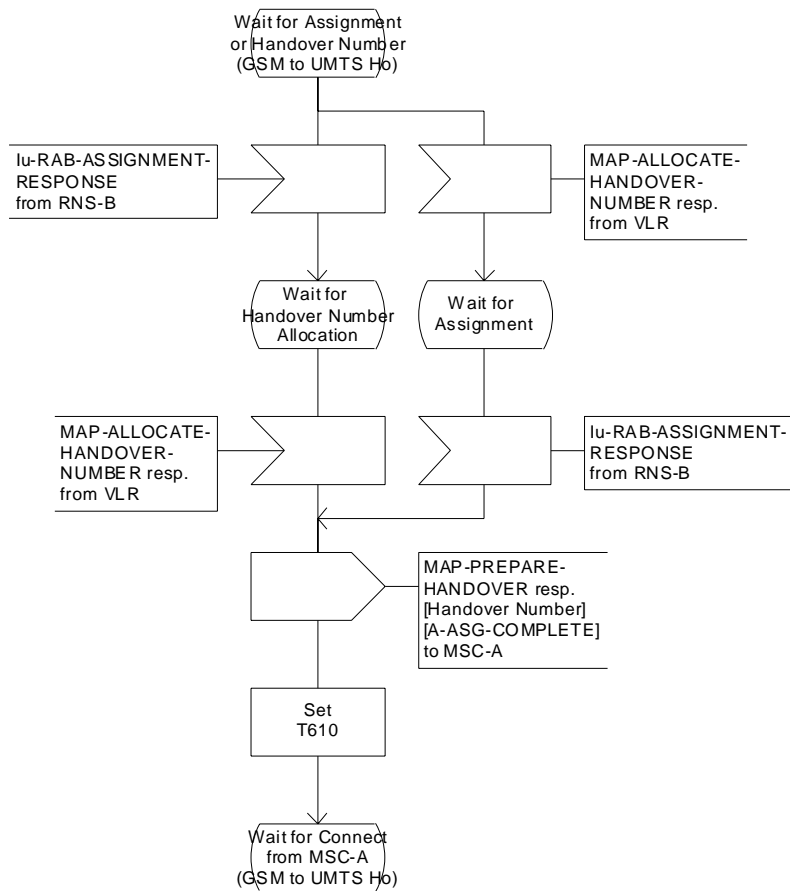 Wait for Assignment
or Handover Number
(GSM to UMTS Ho)
Iu-RAB-ASSIGNMENT-
RESPONSE
from RNS-B
MAP-ALLOCATE-
HANDOVER-
NUMBER resp.
from VLR
Wait for
Handover Number
Allocation
Wait for
Assignment
MAP-ALLOCATE-
HANDOVER-
NUMBER resp.
from VLR
Iu-RAB-ASSIGNMENT-
RESPONSE
from RNS-B
MAP-PREPARE-
HANDOVER resp.
[Handover Number]
[A-ASG-COMPLETE]
to MSC-A
Set
T610
Wait for Connect
from MSC-A
(GSM to UMTS Ho)